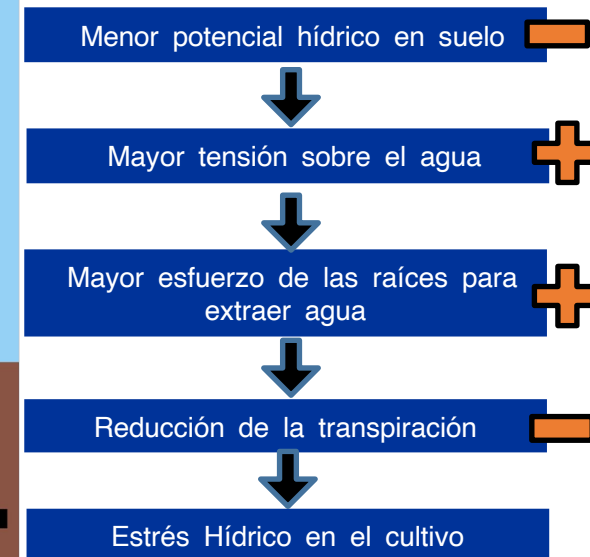 Menor potencial hídrico en suelo
Mayor tensión sobre el agua
Mayor esfuerzo de las raíces para
extraer agua
Reducción de la transpiración
Estrés Hídrico en el cultivo